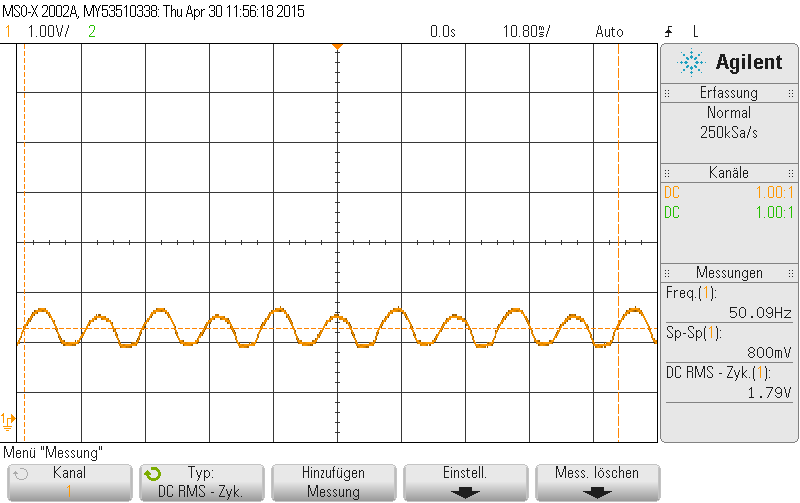 MSO-X 2002A, MY53510338: Thu Apr 30 11:56:18 2015
1 1.00V/ 2 0.0s 10.80ms/ Auto L
Agilent
Erfassung
Normal
250kSa/s
Kanäle
DC 1.00:1
DC 1.00:1
Messungen
Freq.(1):
50.09Hz
Sp-Sp(1):
800mV
DC RMS - Zyk.(1):
1.79V
1
Menü "Messung"
Kanal
1
Typ:
DC RMS - Zyk.
Hinzufügen
Messung
Einstell.
Mess. löschen